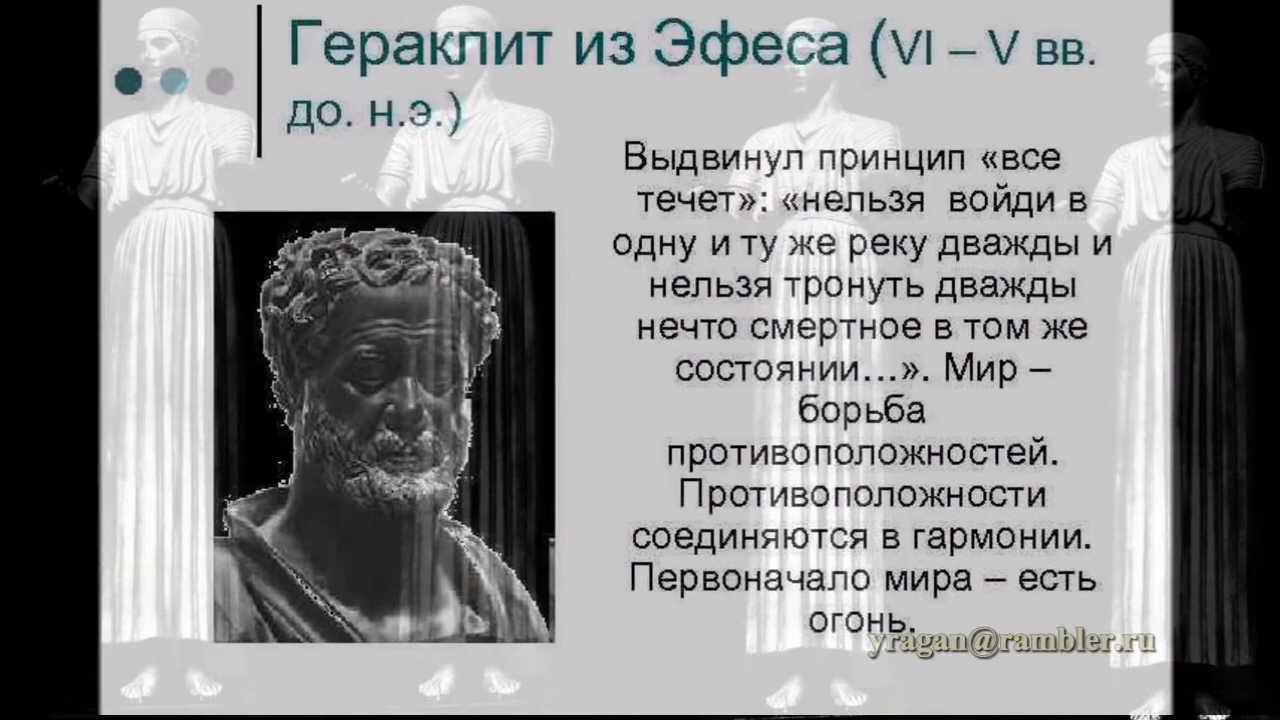 Гераклит из Эфеса (VI – V вв.
до. н.э.)
Выдвинул принцип «все
течет»: «нельзя войди в
одну и ту же реку дважды и
нельзя тронуть дважды
нечто смертное в том же
состоянии...». Мир –
борьба
противоположностей.
Противоположности
соединяются в гармонии.
Первоначало мира – есть
огонь.
yragan@rambler.ru